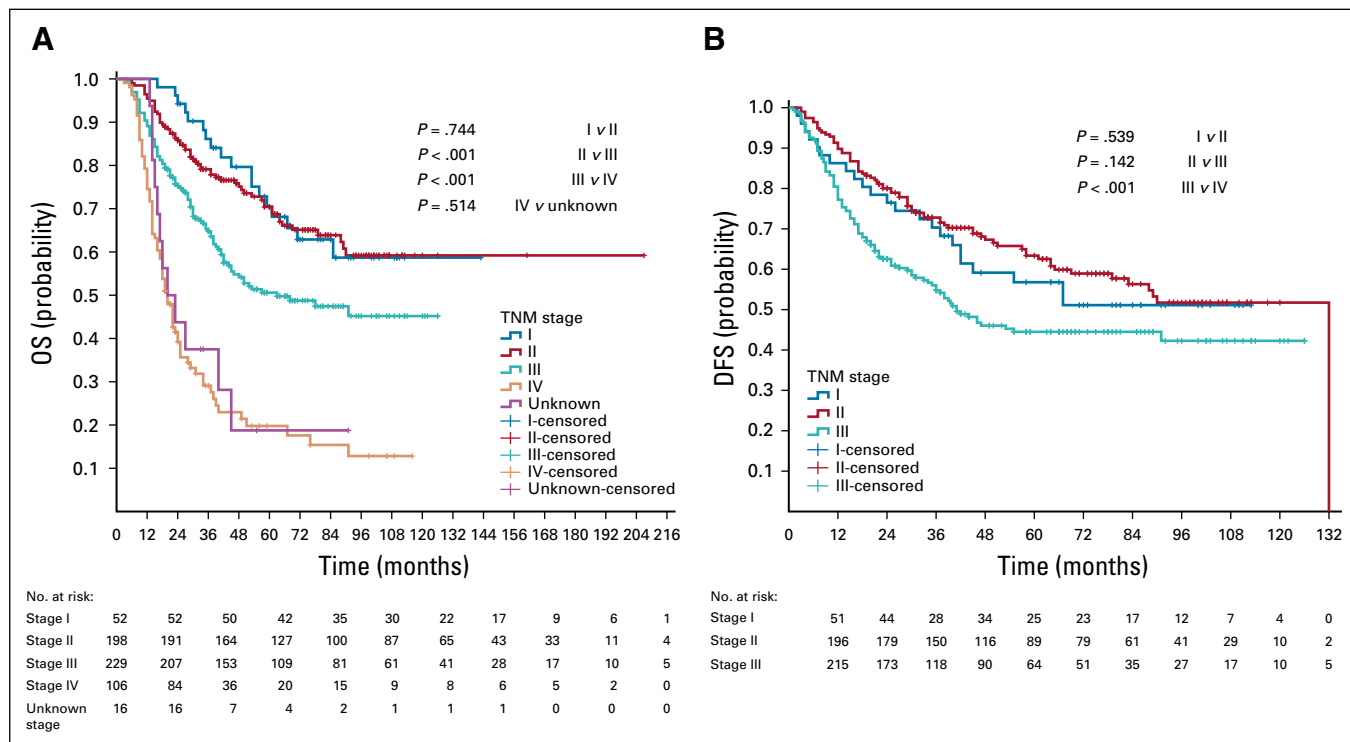 A
OS (probability)
1.0
0.9
0.8
0.7
0.6
0.5
0.4
0.3
0.2
0.1
P = .744 I v II
P < .001 II v III
P < .001 III v IV
P = .514 IV v unknown
TNM stage
I
II
III
IV
Unknown
I-censored
II-censored
III-censored
IV-censored
Unknown-censored
0 12 24 36 48 60 72 84 96 108 120 132 144 156 168 180 192 204 216
Time (months)
No. at risk:
Stage I 52 52 50 42 35 30 22 17 9 6 1
Stage II 198 191 164 127 100 87 65 43 33 11 4
Stage III 229 207 153 109 81 61 41 28 17 10 5
Stage IV 106 84 36 20 15 9 8 6 5 2 0
Unknown 16 16 7 4 2 1 1 1 0 0 0
stage
B
DFS (probability)
1.0
0.9
0.8
0.7
0.6
0.5
0.4
0.3
0.2
0.1
P = .539 I v II
P = .142 II v III
P < .001 III v IV
TNM stage
I
II
III
I-censored
II-censored
III-censored
0 12 24 36 48 60 72 84 96 108 120 132
Time (months)
No. at risk:
Stage I 51 44 28 34 25 23 17 12 7 4 0
Stage II 196 179 150 116 89 79 61 41 29 10 2
Stage III 215 173 118 90 64 51 35 27 17 10 5